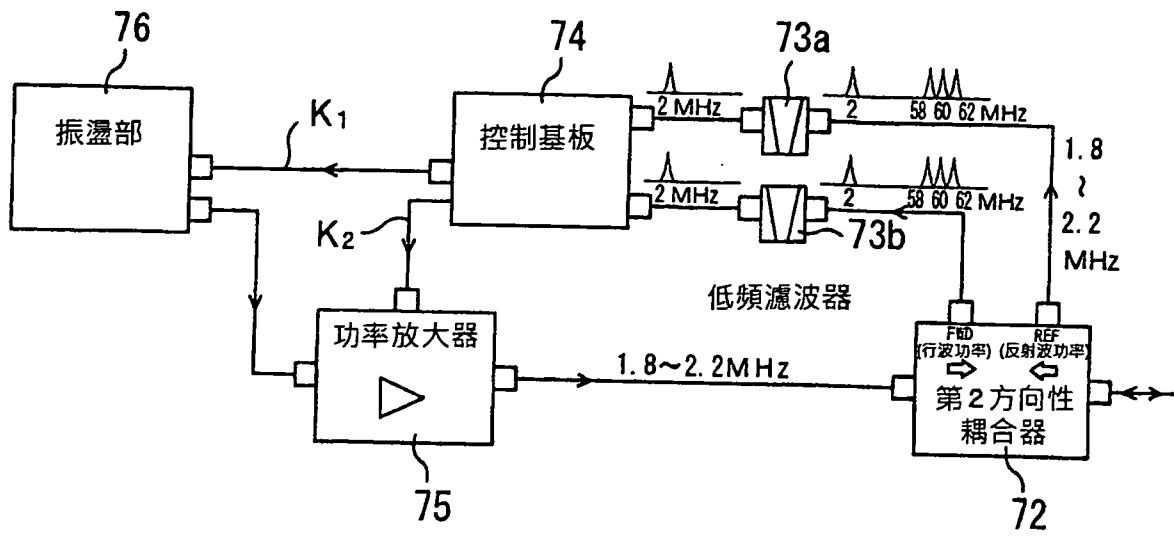 76
74
73a
2 MHz
2
58 60 62 MHz
振盪部
K1
控制基板
1.8
~
2.2
MHz
2 MHz
2
58 60 62 MHz
73b
K2
低頻濾波器
功率放大器
1.8~2.2MHz
REF
(行波功率)
(反射波功率)
第2方向性
耦合器
75
72